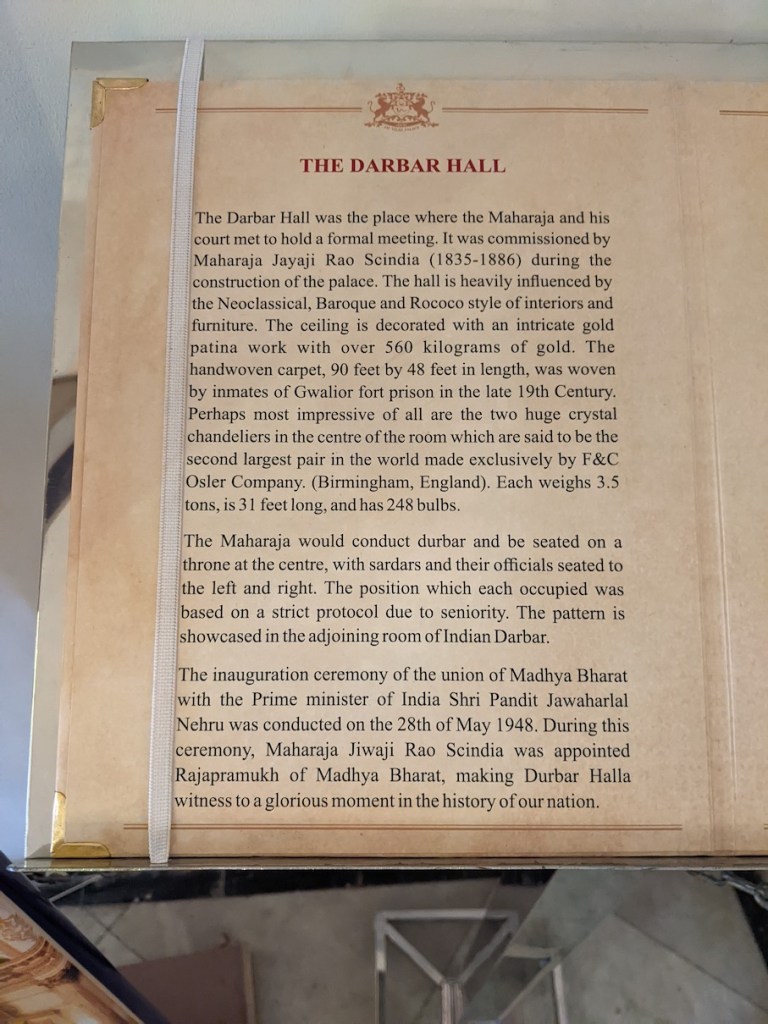 THE DARBAR HALL
The Darbar Hall was the place where the Maharaja and his
court met to hold a formal meeting. It was commissioned by
Maharaja Jayaji Rao Scindia (1835-1886) during the
construction of the palace. The hall is heavily influenced by
the Neoclassical, Baroque and Rococo style of interiors and
furniture. The ceiling is decorated with an intricate gold
patina work with over 560 kilograms of gold. The
handwoven carpet, 90 feet by 48 feet in length, was woven
by inmates of Gwalior fort prison in the late 19th Century.
Perhaps most impressive of all are the two huge crystal
chandeliers in the centre of the room which are said to be the
second largest pair in the world made exclusively by F&C
Osler Company. (Birmingham, England). Each weighs 3.5
tons, is 31 feet long, and has 248 bulbs.
The Maharaja would conduct durbar and be seated on a
throne at the centre, with sardars and their officials seated to
the left and right. The position which each occupied was
based on a strict protocol due to seniority. The pattern is
showcased in the adjoining room of Indian Darbar.
The inauguration ceremony of the union of Madhya Bharat
with the Prime minister of India Shri Pandit Jawaharlal
Nehru was conducted on the 28th of May 1948. During this
ceremony, Maharaja Jiwaji Rao Scindia was appointed
Rajapramukh of Madhya Bharat, making Durbar Halla
witness to a glorious moment in the history of our nation.